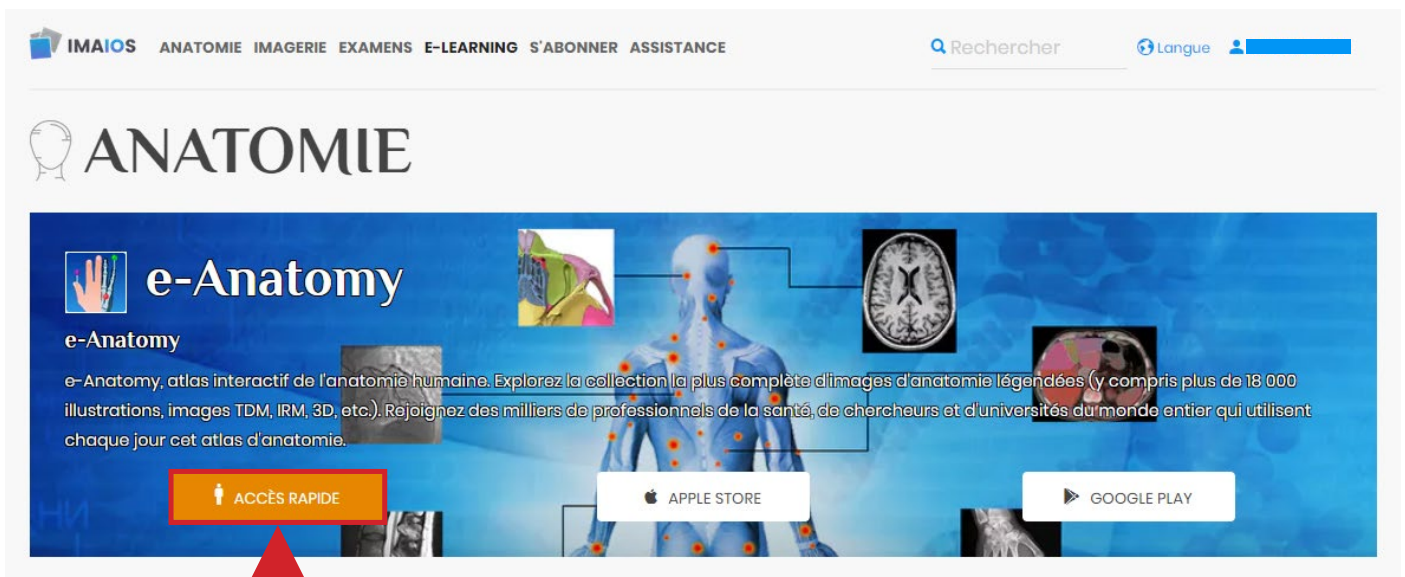 IMAIOS ANATOMIE IMAGERIE EXAMENS E-LEARNING S'ABONNER ASSISTANCE Rechercher Langue
ANATOMIE
e-Anatomy
e-Anatomy
e-Anatomy, atlas interactif de l'anatomie humaine. Explorez la collection la plus complète d'images d'anatomie légendées (y compris plus de 18 000
illustrations, images TDM, IRM, 3D, etc.). Rejoignez des milliers de professionnels de la santé, de chercheurs et d'universités du monde entier qui utilisent
chaque jour cet atlas d'anatomie.
ACCÈS RAPIDE APPLE STORE GOOGLE PLAY